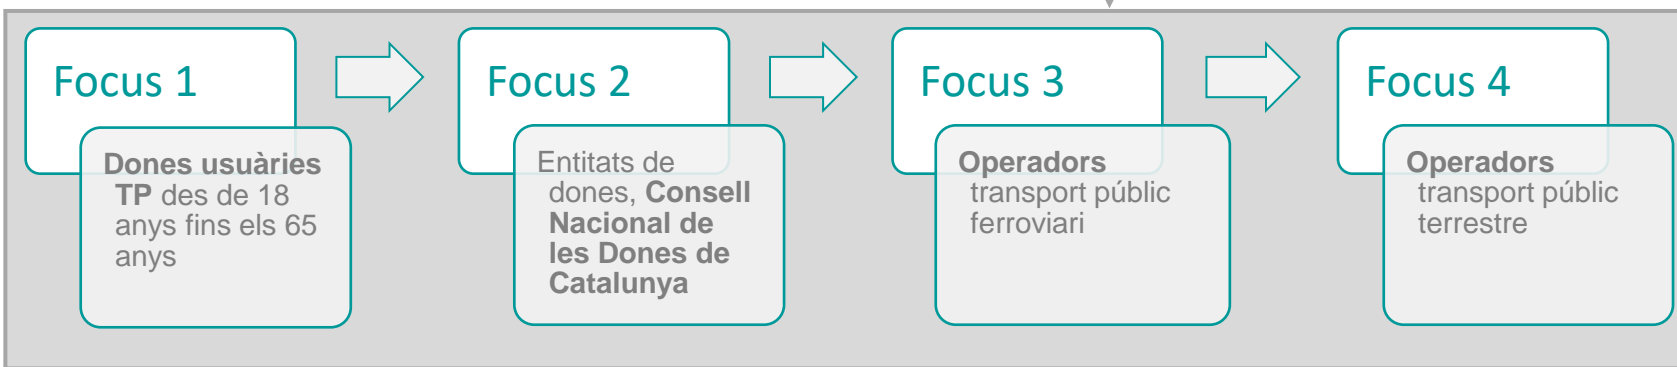 Focus 1
Dones usuàries
TP des de 18
anys fins els 65
anys
Focus 2
Entitats de
dones, Consell
Nacional de
les Dones de
Catalunya
Focus 3
Operadors
transport públic
ferroviari
Focus 4
Operadors
transport públic
terrestre